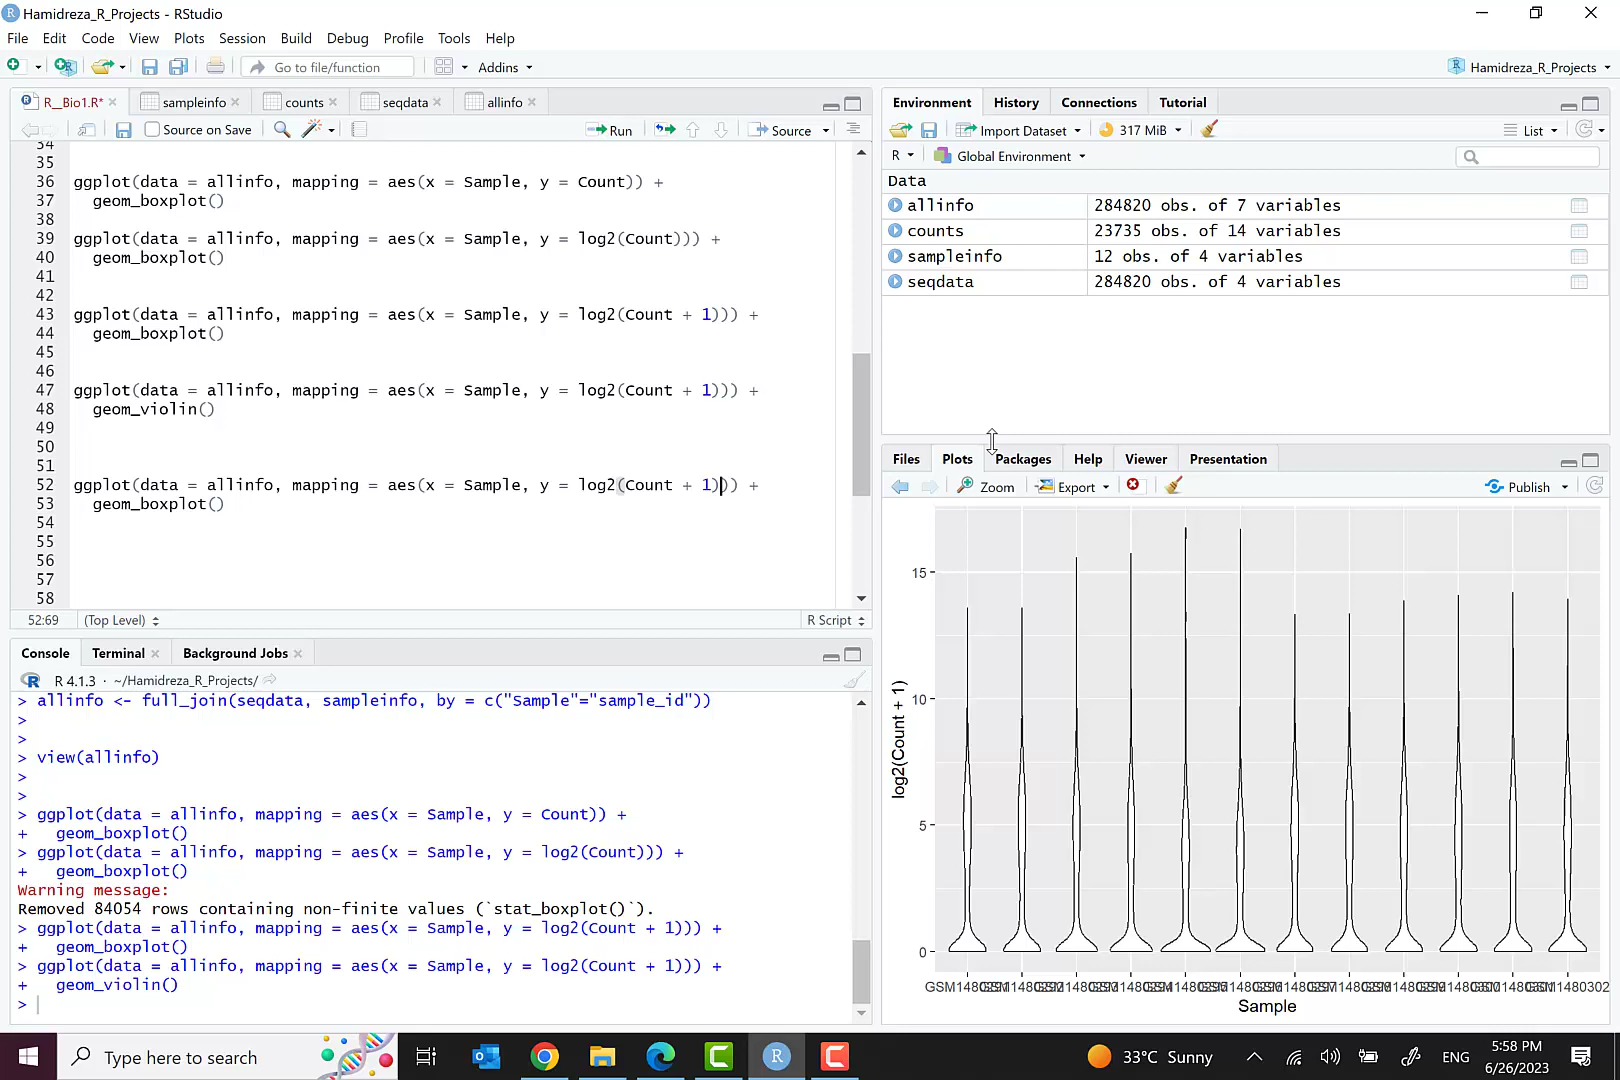 Hamidreza_R_Projects - RStudio
File Edit Code View Plots Session Build Debug Profile Tools Help
Go to file/function Addins Hamidreza_R_Projects
R__Bio1.R* sampleinfo counts seqdata allinfo
Source on Save Run Source
34
35
36 ggplot(data = allinfo, mapping = aes(x = Sample, y = Count)) +
37 geom_boxplot()
38
39 ggplot(data = allinfo, mapping = aes(x = Sample, y = log2(Count))) +
40 geom_boxplot()
41
42
43 ggplot(data = allinfo, mapping = aes(x = Sample, y = log2(Count + 1))) +
44 geom_boxplot()
45
46
47 ggplot(data = allinfo, mapping = aes(x = Sample, y = log2(Count + 1))) +
48 geom_violin()
49
50
51
52 ggplot(data = allinfo, mapping = aes(x = Sample, y = log2(Count + 1))) +
53 geom_boxplot()
54
55
56
57
58
52:69 (Top Level) R Script
Console Terminal Background Jobs
R 4.1.3 · ~/Hamidreza_R_Projects/
> allinfo <- full_join(seqdata, sampleinfo, by = c("Sample"="sample_id"))
>
>
> view(allinfo)
>
>
> ggplot(data = allinfo, mapping = aes(x = Sample, y = Count)) +
+ geom_boxplot()
> ggplot(data = allinfo, mapping = aes(x = Sample, y = log2(Count))) +
+ geom_boxplot()
Warning message:
Removed 84054 rows containing non-finite values (`stat_boxplot()`).
> ggplot(data = allinfo, mapping = aes(x = Sample, y = log2(Count + 1))) +
+ geom_boxplot()
> ggplot(data = allinfo, mapping = aes(x = Sample, y = log2(Count + 1))) +
+ geom_violin()
>
Environment History Connections Tutorial
Import Dataset 317 MiB List
R Global Environment
Data
allinfo 284820 obs. of 7 variables
counts 23735 obs. of 14 variables
sampleinfo 12 obs. of 4 variables
seqdata 284820 obs. of 4 variables
Files Plots Packages Help Viewer Presentation
Zoom Export Publish
15
10
5
0
log2(Count + 1)
Sample
Type here to search
33°C Sunny
ENG
5:58 PM
6/26/2023